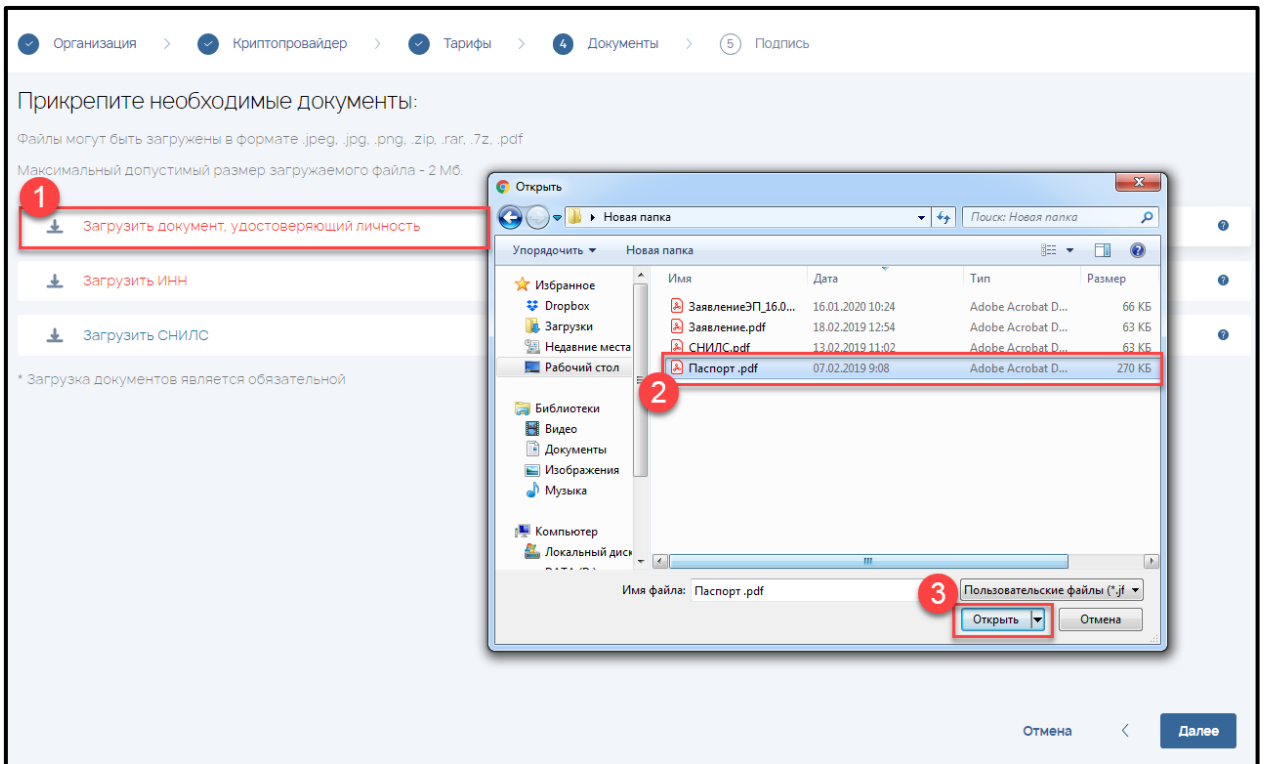 Организация > Криптопровайдер > Тарифы > 4 Документы > 5 Подпись
Прикрепите необходимые документы:
Файлы могут быть загружены в формате .jpeg, .jpg, .png, .zip, .rar, .7z, .pdf
Максимальный допустимый размер загружаемого файла - 2 Мб.
1
Загрузить документ, удостоверяющий личность
Загрузить ИНН
Загрузить СНИЛС
* Загрузка документов является обязательной
Открыть
Новая папка
Поиск: Новая папка
Упорядочить Новая папка
Избранное
Dropbox
Загрузки
Недавние места
Рабочий стол
Библиотеки
Видео
Документы
Изображения
Музыка
Компьютер
Локальный диск
Имя Дата Тип Размер
ЗаявлениеЭП_16.0... 16.01.2020 10:24 Adobe Acrobat D... 66 КБ
Заявление.pdf 18.02.2019 12:54 Adobe Acrobat D... 63 КБ
СНИЛС.pdf 13.02.2019 11:02 Adobe Acrobat D... 63 КБ
Паспорт .pdf 07.02.2019 9:08 Adobe Acrobat D... 270 КБ
2
Имя файла: Паспорт .pdf
Пользовательские файлы (*.jf
3
Открыть Отмена
Отмена < Далее